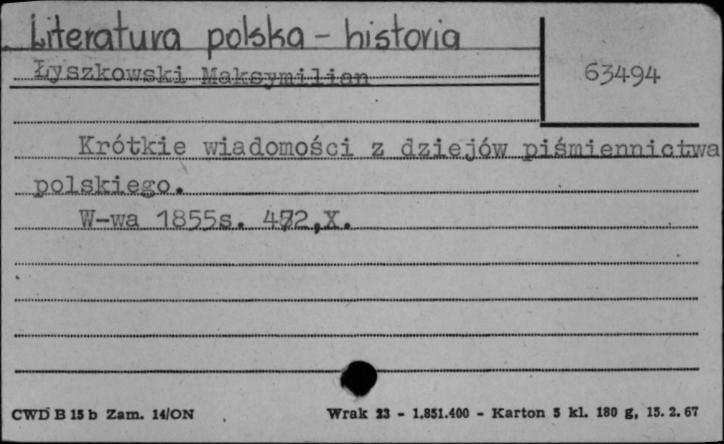 Literatura polska - historia
63494
Łyszkowski Maksymilian
Krótkie wiadomości z dziejów piśmiennictwa
polskiego.
W-wa 1855s. 472,X.
CWD B 15 b Zam. 14/ON
Wrak 23 - 1.851.400 - Karton 5 kl. 180 g, 15. 2. 67